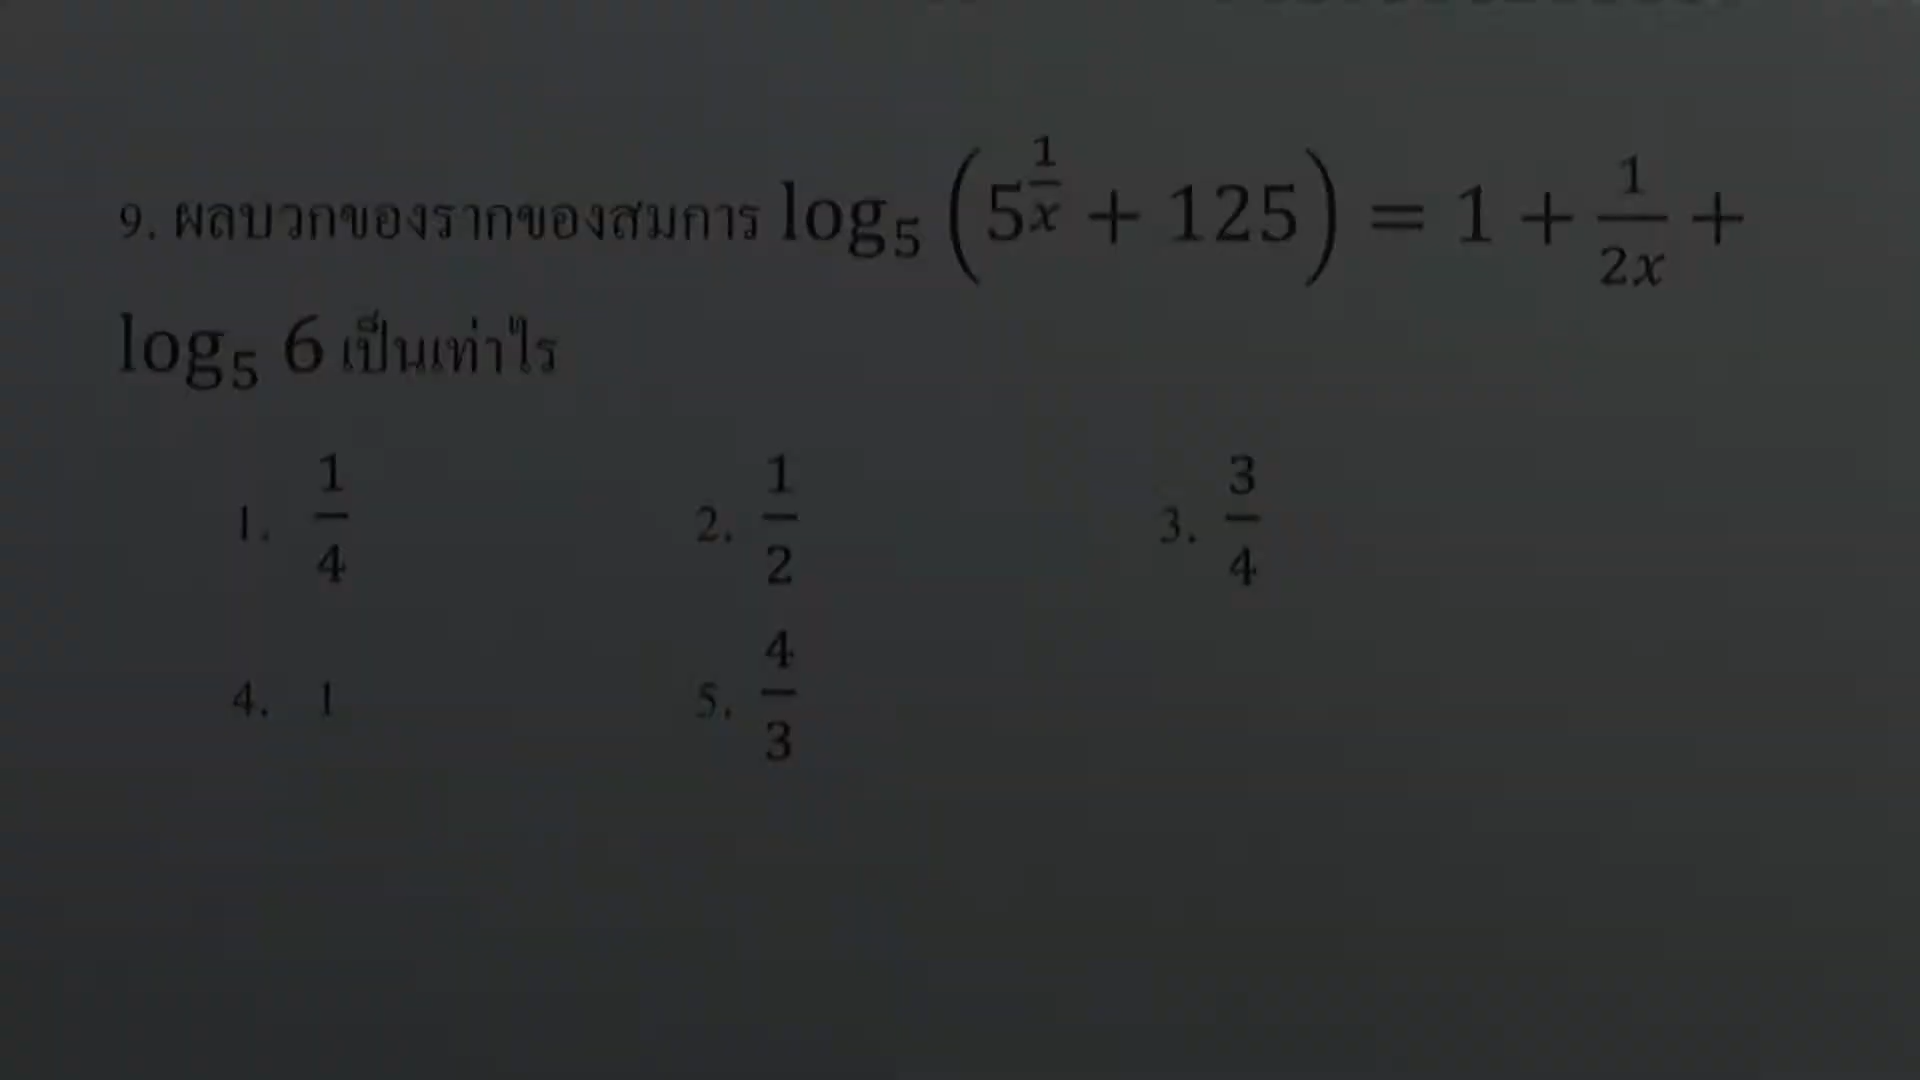 9. ผลบวกของรากของสมการ log₅ (5^(1/x) + 125) = 1 + 1/(2x) +
log₅ 6 เป็นเท่าไร
1. 1/4 2. 1/2 3. 3/4
4. 1 5. 4/3